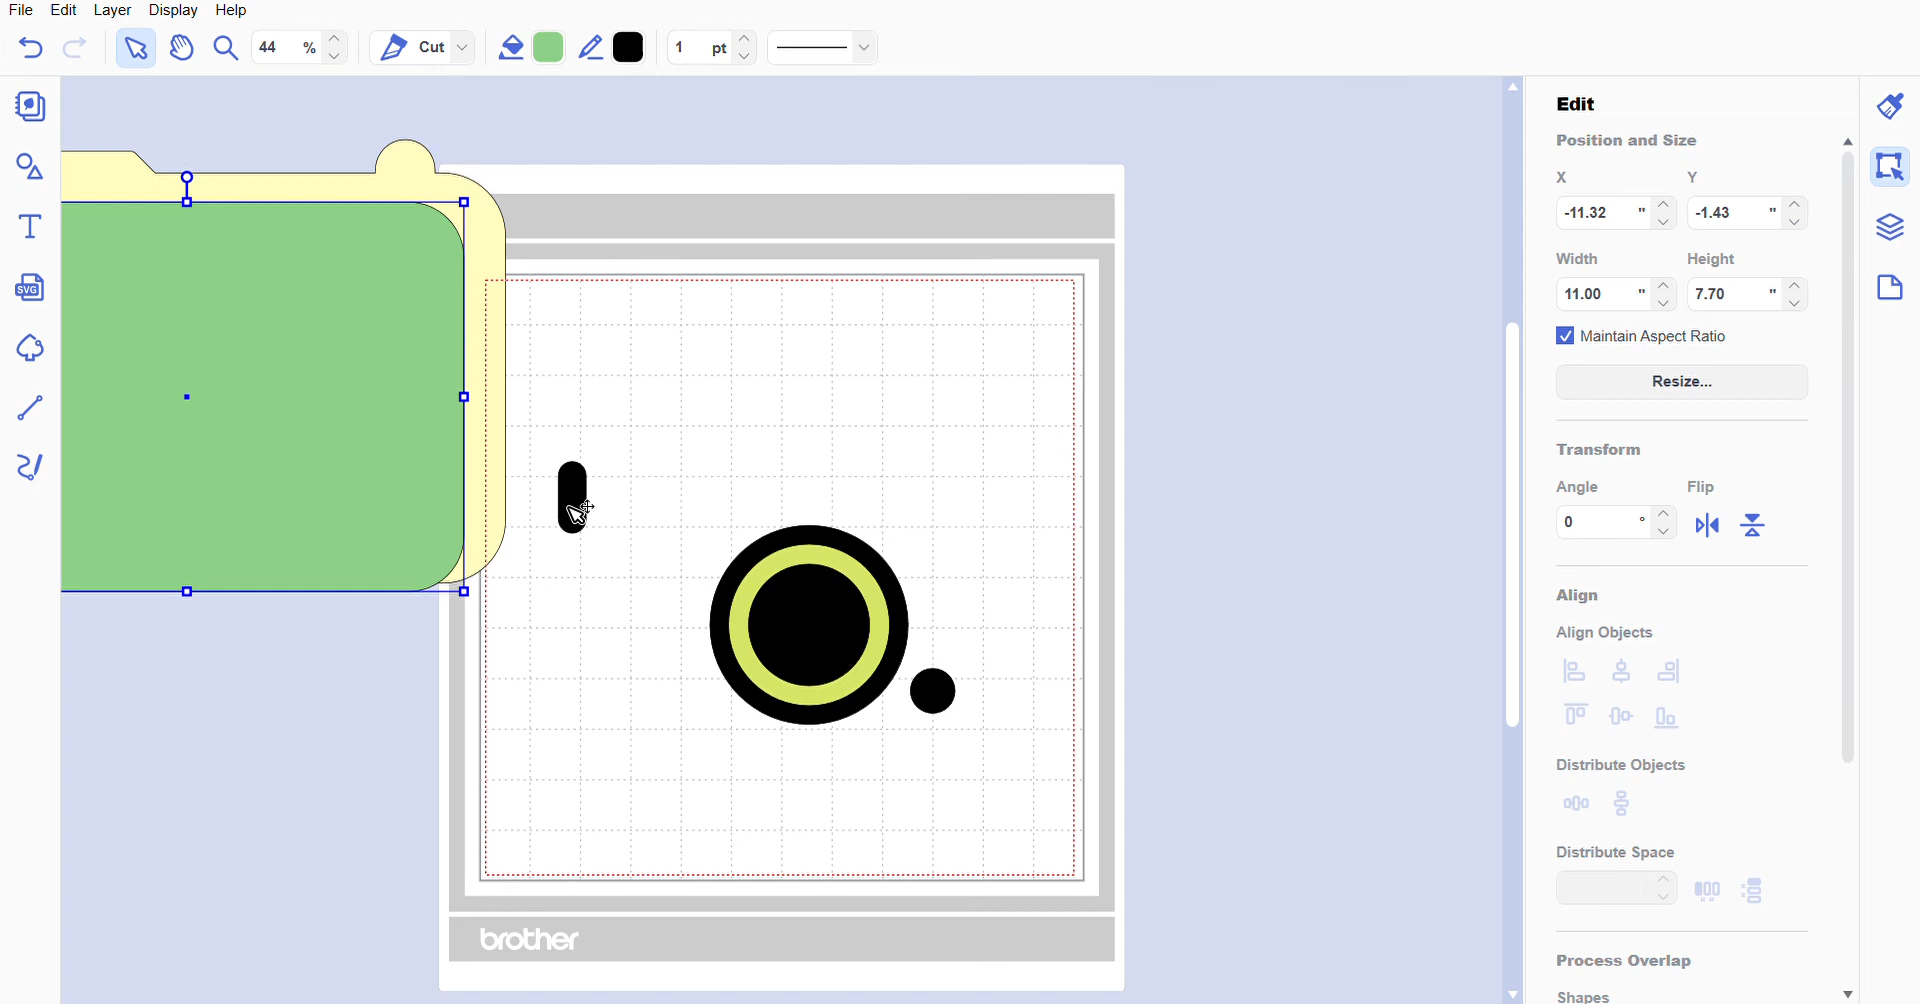 File Edit Layer Display Help
44 % Cut 1 pt
SVG
brother
Edit
Position and Size
X Y
-11.32 " -1.43 "
Width Height
11.00 " 7.70 "
Maintain Aspect Ratio
Resize...
Transform
Angle Flip
0 °
Align
Align Objects
Distribute Objects
Distribute Space
Process Overlap
Shapes